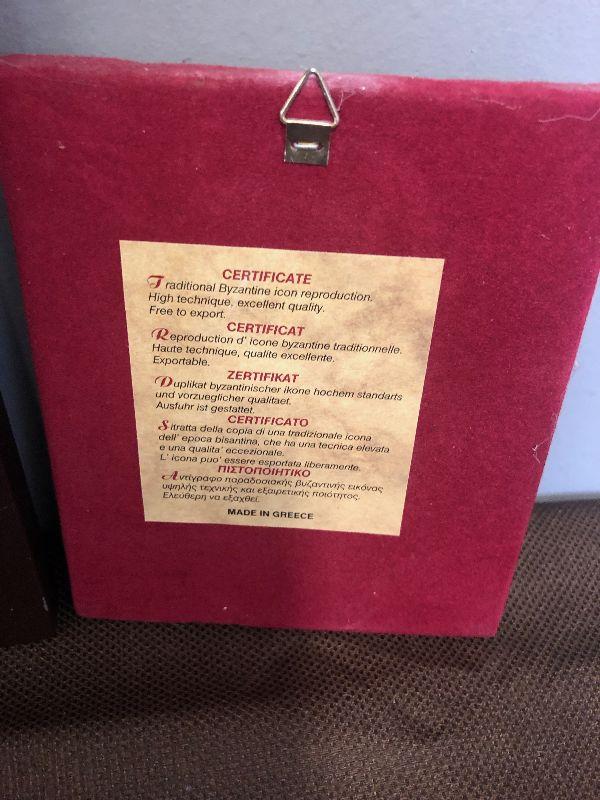 CERTIFICATE
Traditional Byzantine icon reproduction.
High technique, excellent quality.
Free to export.
CERTIFICAT
Reproduction d' icone byzantine traditionnelle.
Haute technique, qualite excellente.
Exportable.
ZERTIFIKAT
Duplikat byzantinischer ikone hochem standarts
und vorzueglicher qualitaet.
Ausfuhr ist gestattet.
CERTIFICATO
Si tratta della copia di una tradizionale icona
dell' epoca bisantina, che ha una tecnica elevata
e una qualita' eccezionale.
L' icona puo' essere esportata liberamente.
ΠΙΣΤΟΠΟΙΗΤΙΚΟ
Αντίγραφο παραδοσιακής βυζαντινής εικόνας
υψηλής τεχνικής και εξαιρετικής ποιότητος.
Ελεύθερη να εξαχθεί.
MADE IN GREECE